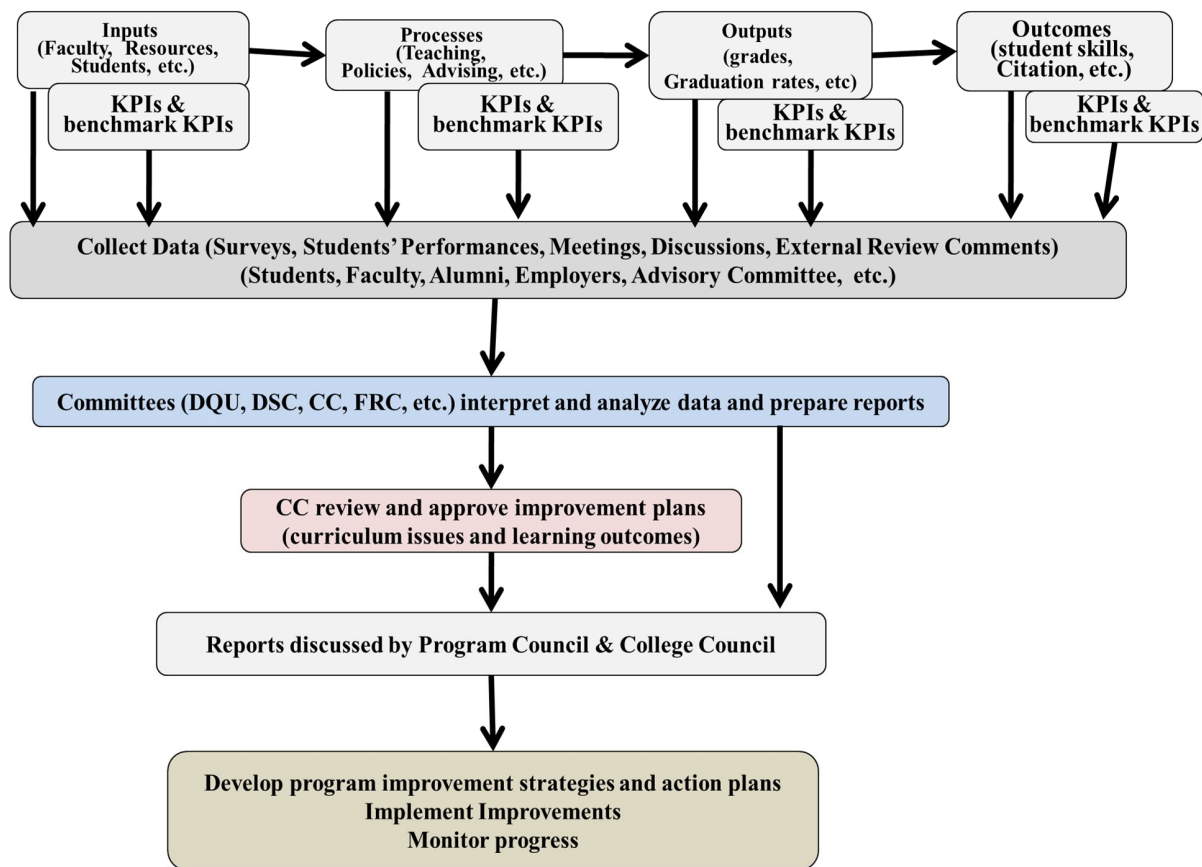 Inputs
(Faculty, Resources,
Students, etc.)
KPIs &
benchmark KPIs
Processes
(Teaching,
Policies, Advising, etc.)
KPIs &
benchmark KPIs
Outputs
(grades,
Graduation rates, etc)
KPIs &
benchmark KPIs
Outcomes
(student skills,
Citation, etc.)
KPIs &
benchmark KPIs
Collect Data (Surveys, Students’ Performances, Meetings, Discussions, External Review Comments)
(Students, Faculty, Alumni, Employers, Advisory Committee, etc.)
Committees (DQU, DSC, CC, FRC, etc.) interpret and analyze data and prepare reports
CC review and approve improvement plans
(curriculum issues and learning outcomes)
Reports discussed by Program Council & College Council
Develop program improvement strategies and action plans
Implement Improvements
Monitor progress